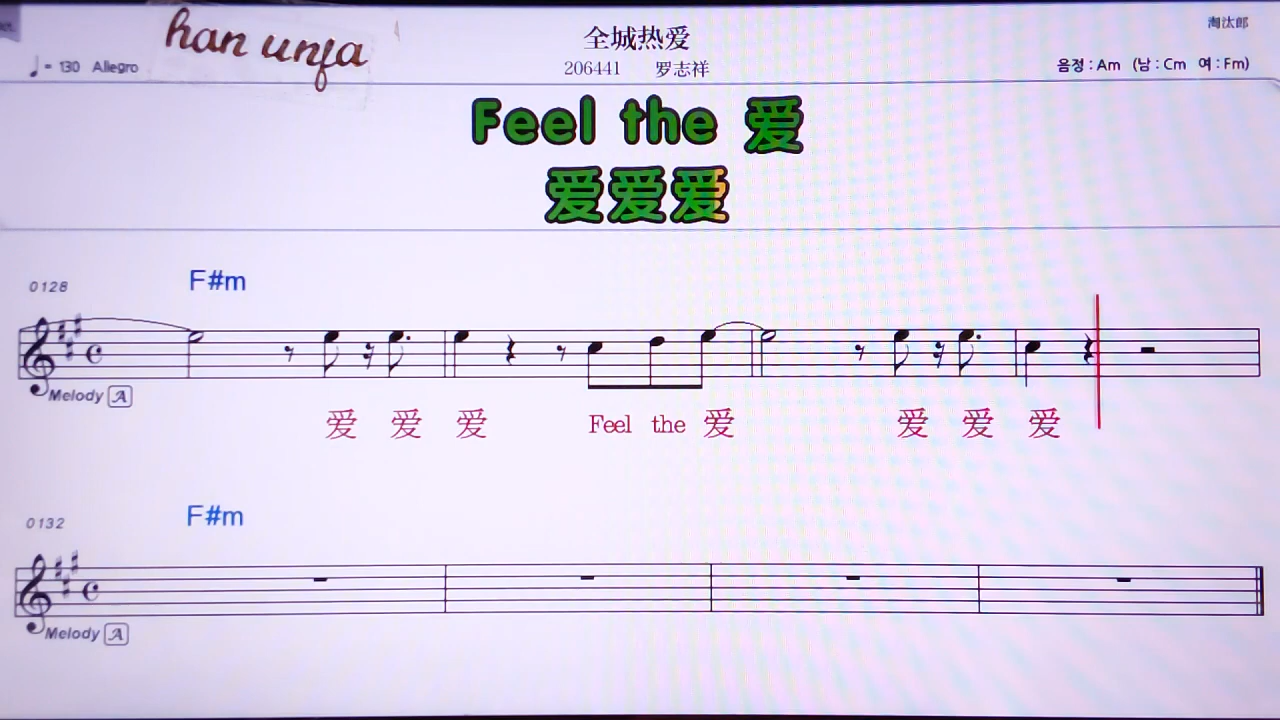 han unfa
全城热爱
淘汰郎
♩= 130 Allegro
206441 罗志祥
음정 : Am (남 : Cm 여 : Fm)
Feel the 爱
爱爱爱
0128 F#m
Melody A
爱 爱 爱 Feel the 爱 爱 爱 爱
0132 F#m
Melody A